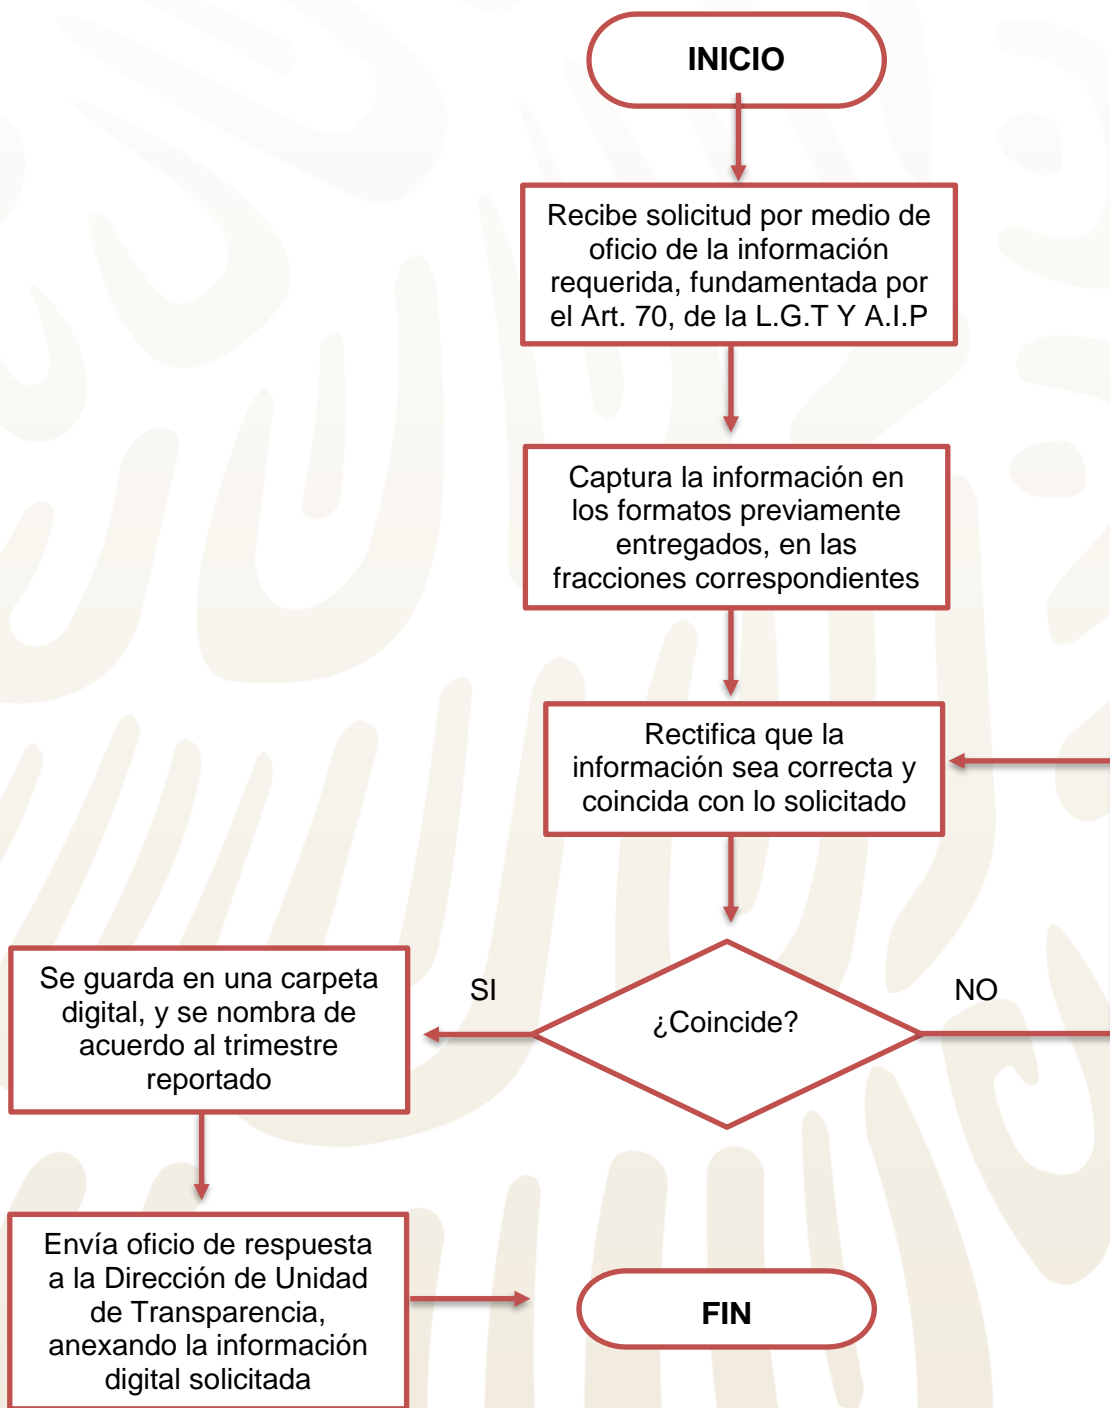 INICIO
Recibe solicitud por medio de
oficio de la información
requerida, fundamentada por
el Art. 70, de la L.G.T Y A.I.P
Captura la información en
los formatos previamente
entregados, en las
fracciones correspondientes
Rectifica que la
información sea correcta y
coincida con lo solicitado
¿Coincide?
SI
NO
Se guarda en una carpeta
digital, y se nombra de
acuerdo al trimestre
reportado
Envía oficio de respuesta
a la Dirección de Unidad
de Transparencia,
anexando la información
digital solicitada
FIN